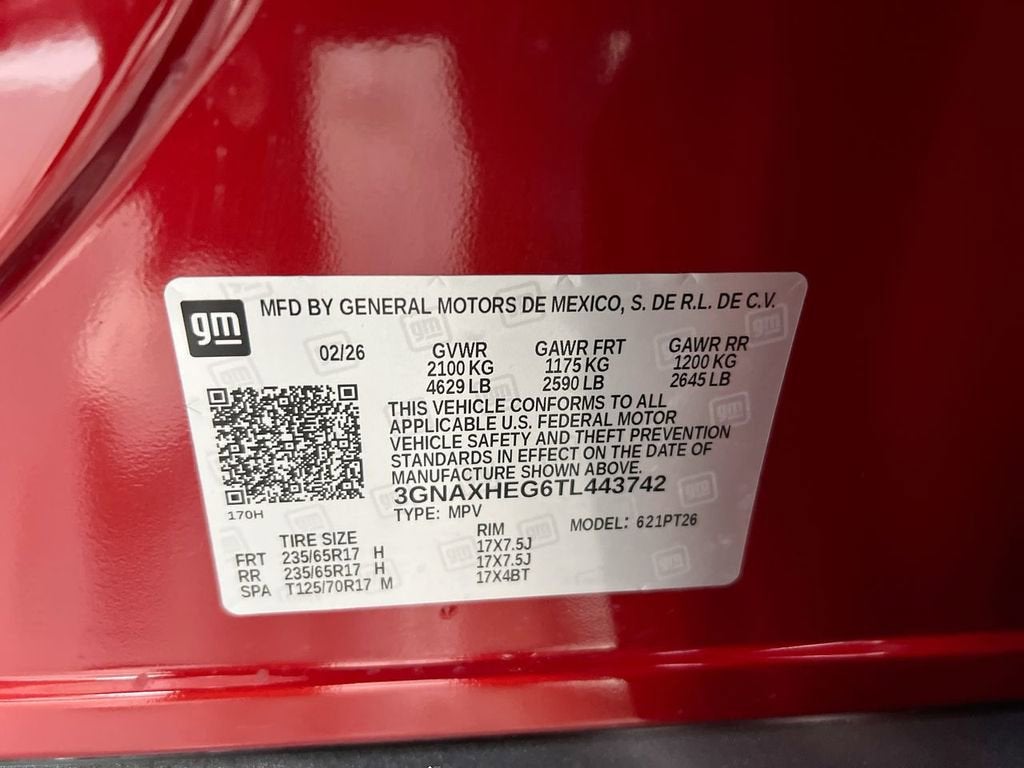 gm
MFD BY GENERAL MOTORS DE MEXICO, S. DE R.L. DE C.V.
02/26 GVWR GAWR FRT GAWR RR
2100 KG 1175 KG 1200 KG
4629 LB 2590 LB 2645 LB
THIS VEHICLE CONFORMS TO ALL
APPLICABLE U.S. FEDERAL MOTOR
VEHICLE SAFETY AND THEFT PREVENTION
STANDARDS IN EFFECT ON THE DATE OF
MANUFACTURE SHOWN ABOVE.
3GNAXHEG6TL443742
170H
TYPE: MPV MODEL: 621PT26
TIRE SIZE RIM
FRT 235/65R17 H 17X7.5J
RR 235/65R17 H 17X7.5J
SPA T125/70R17 M 17X4BT